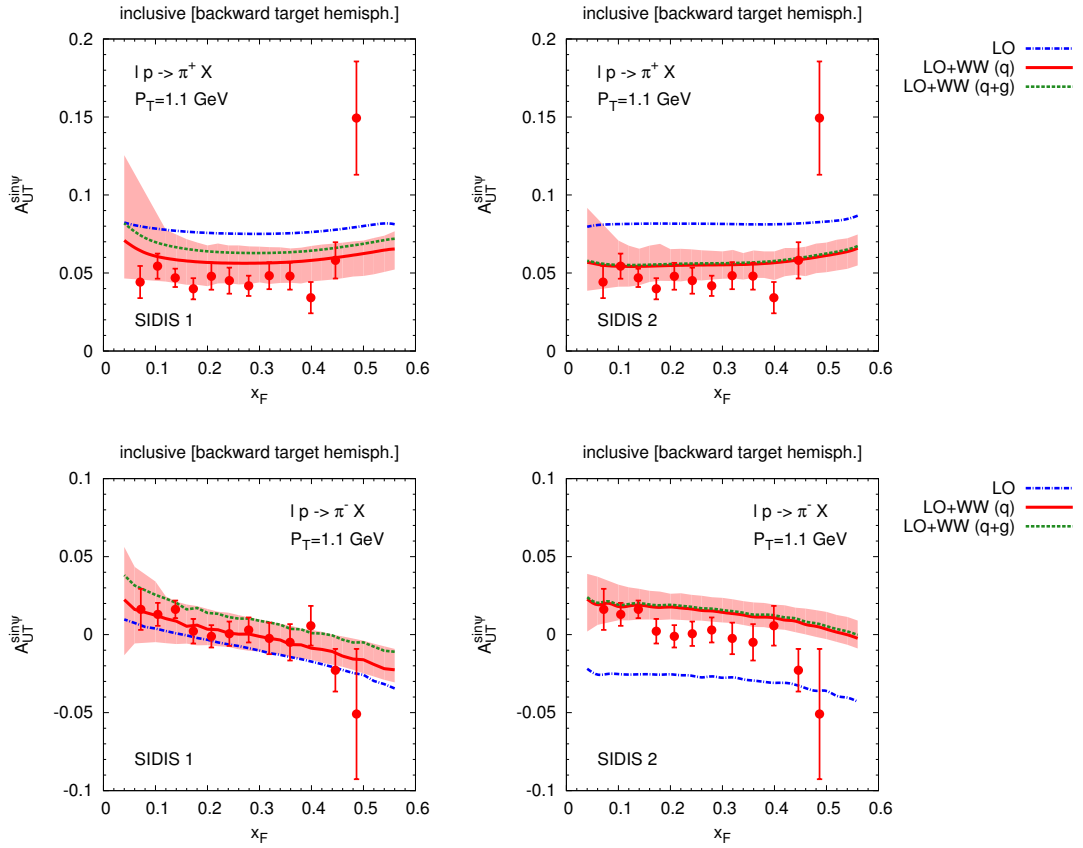 inclusive [backward target hemisph.]
0.2
0.15
0.1
0.05
0
A_UT^sinψ
l p -> π⁺ X
P_T=1.1 GeV
SIDIS 1
0 0.1 0.2 0.3 0.4 0.5 0.6
x_F
inclusive [backward target hemisph.]
0.2
0.15
0.1
0.05
0
A_UT^sinψ
l p -> π⁺ X
P_T=1.1 GeV
SIDIS 2
0 0.1 0.2 0.3 0.4 0.5 0.6
x_F
LO
LO+WW (q)
LO+WW (q+g)
inclusive [backward target hemisph.]
0.1
0.05
0
-0.05
-0.1
A_UT^sinψ
l p -> π⁻ X
P_T=1.1 GeV
SIDIS 1
0 0.1 0.2 0.3 0.4 0.5 0.6
x_F
inclusive [backward target hemisph.]
0.1
0.05
0
-0.05
-0.1
A_UT^sinψ
l p -> π⁻ X
P_T=1.1 GeV
SIDIS 2
0 0.1 0.2 0.3 0.4 0.5 0.6
x_F
LO
LO+WW (q)
LO+WW (q+g)